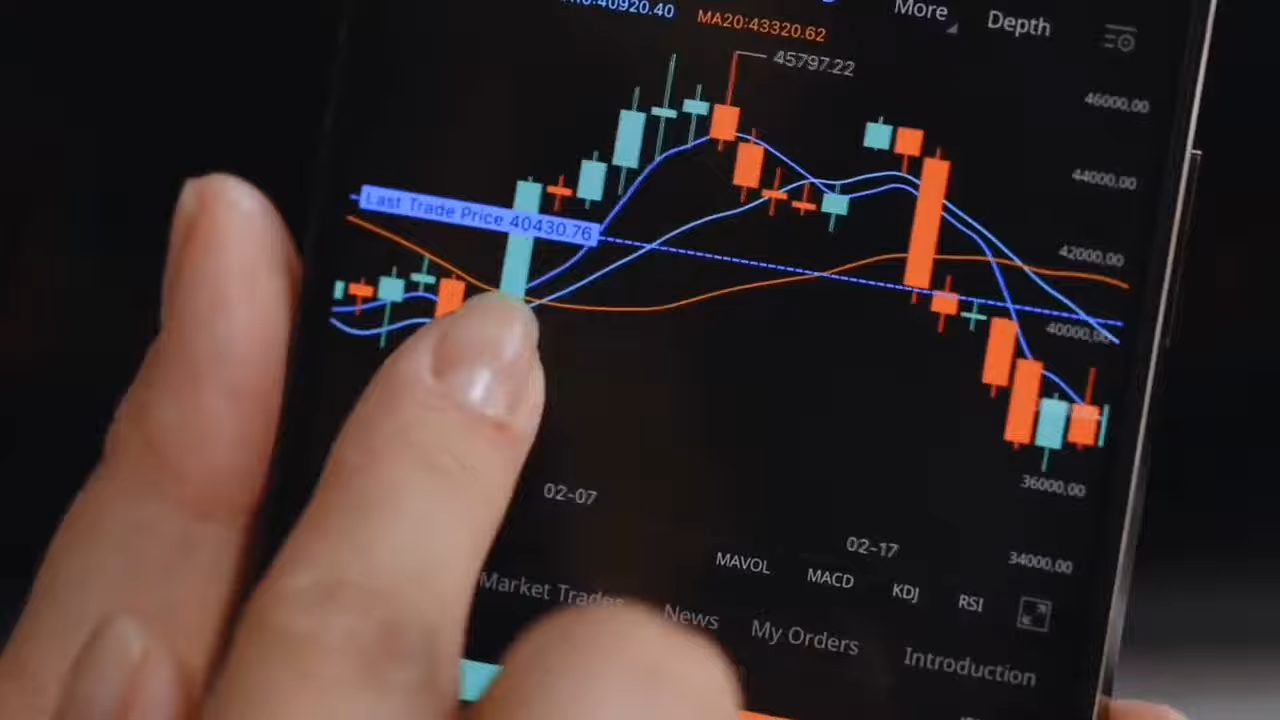 40920.40 MA20:43320.62
More Depth
45797.22
46000.00
44000.00
Last Trade Price 40430.76
42000.00
40000.00
36000.00
02-07
02-17
34000.00
MAVOL MACD KDJ RSI
Market Trades News My Orders Introduction